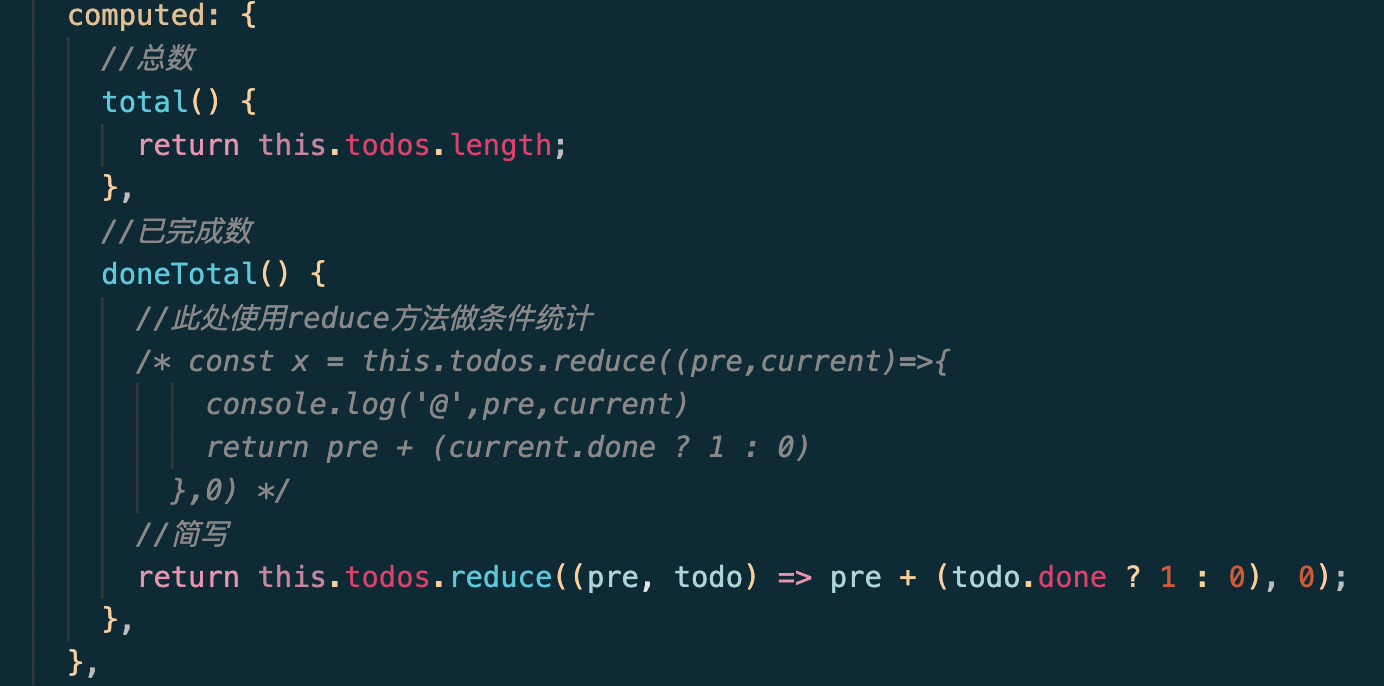 computed: {
//总数
total() {
return this.todos.length;
},
//已完成数
doneTotal() {
//此处使用reduce方法做条件统计
/* const x = this.todos.reduce((pre,current)=>{
console.log('@',pre,current)
return pre + (current.done ? 1 : 0)
},0) */
//简写
return this.todos.reduce((pre, todo) => pre + (todo.done ? 1 : 0), 0);
},
},